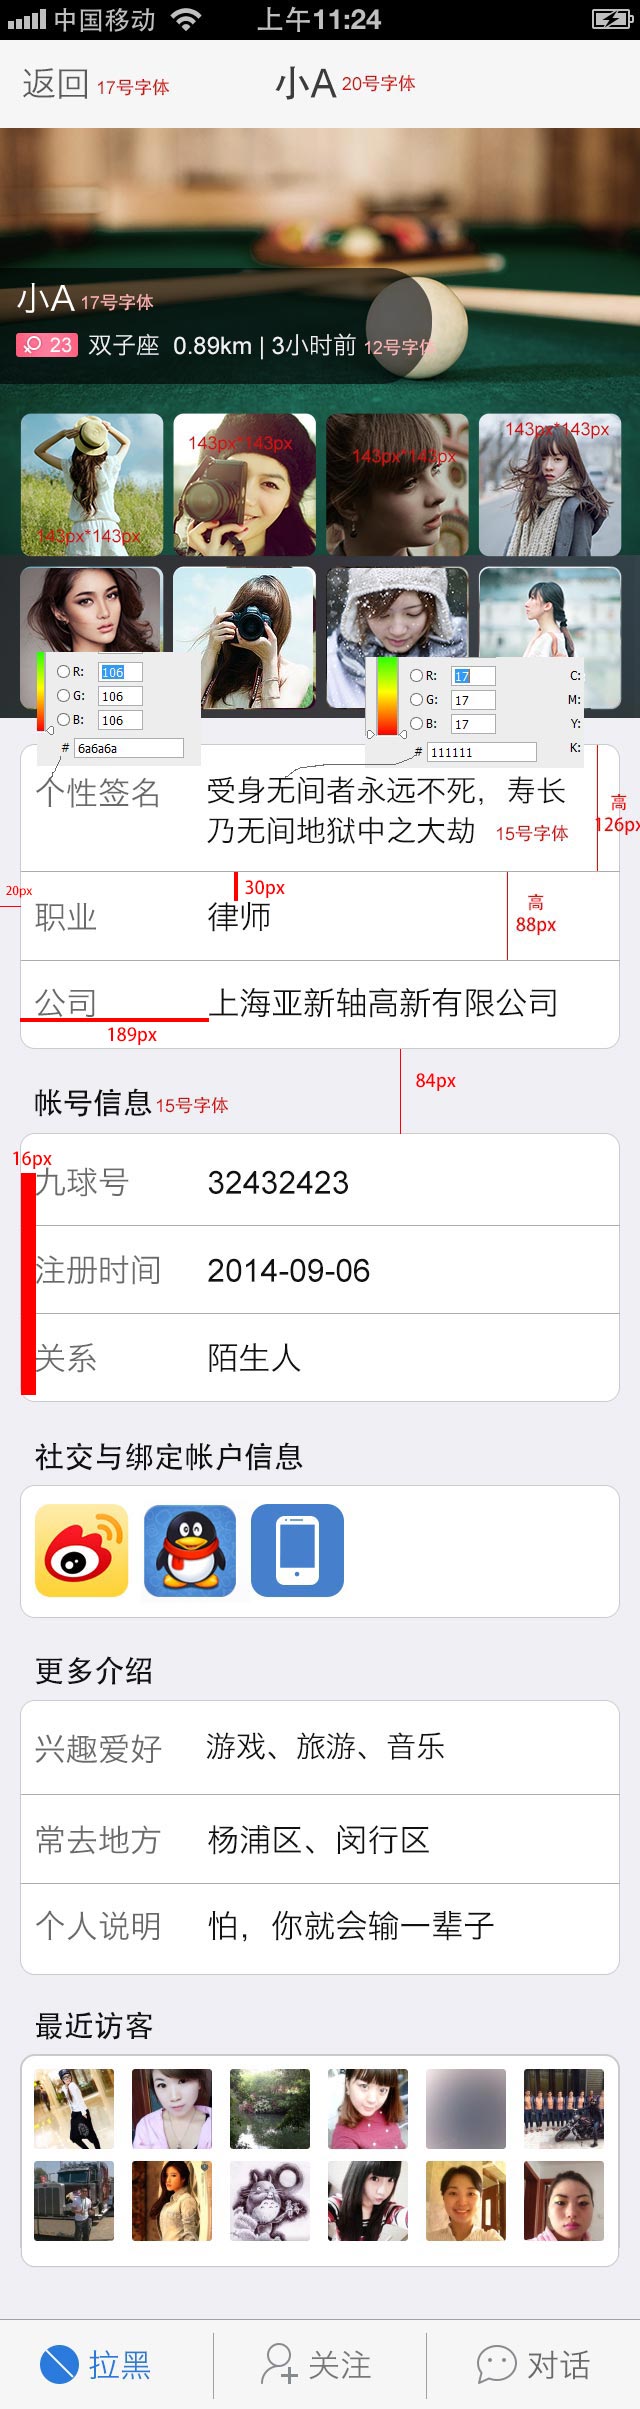 中国移动 上午11:24
返回 17号字体 小A 20号字体
小A 17号字体
23 双子座 0.89km | 3小时前 12号字体
143px*143px
143px*143px
143px*143px
143px*143px
R: 106
G: 106
B: 106
# 6a6a6a
R: 17 C:
G: 17 M:
B: 17 Y:
# 111111 K:
个性签名 受身无间者永远不死，寿长
乃无间地狱中之大劫 15号字体
高
126px
20px
30px
职业 律师
高
88px
公司 上海亚新轴高新有限公司
189px
84px
帐号信息 15号字体
16px
九球号 32432423
注册时间 2014-09-06
关系 陌生人
社交与绑定帐户信息
更多介绍
兴趣爱好 游戏、旅游、音乐
常去地方 杨浦区、闵行区
个人说明 怕，你就会输一辈子
最近访客
拉黑 关注 对话